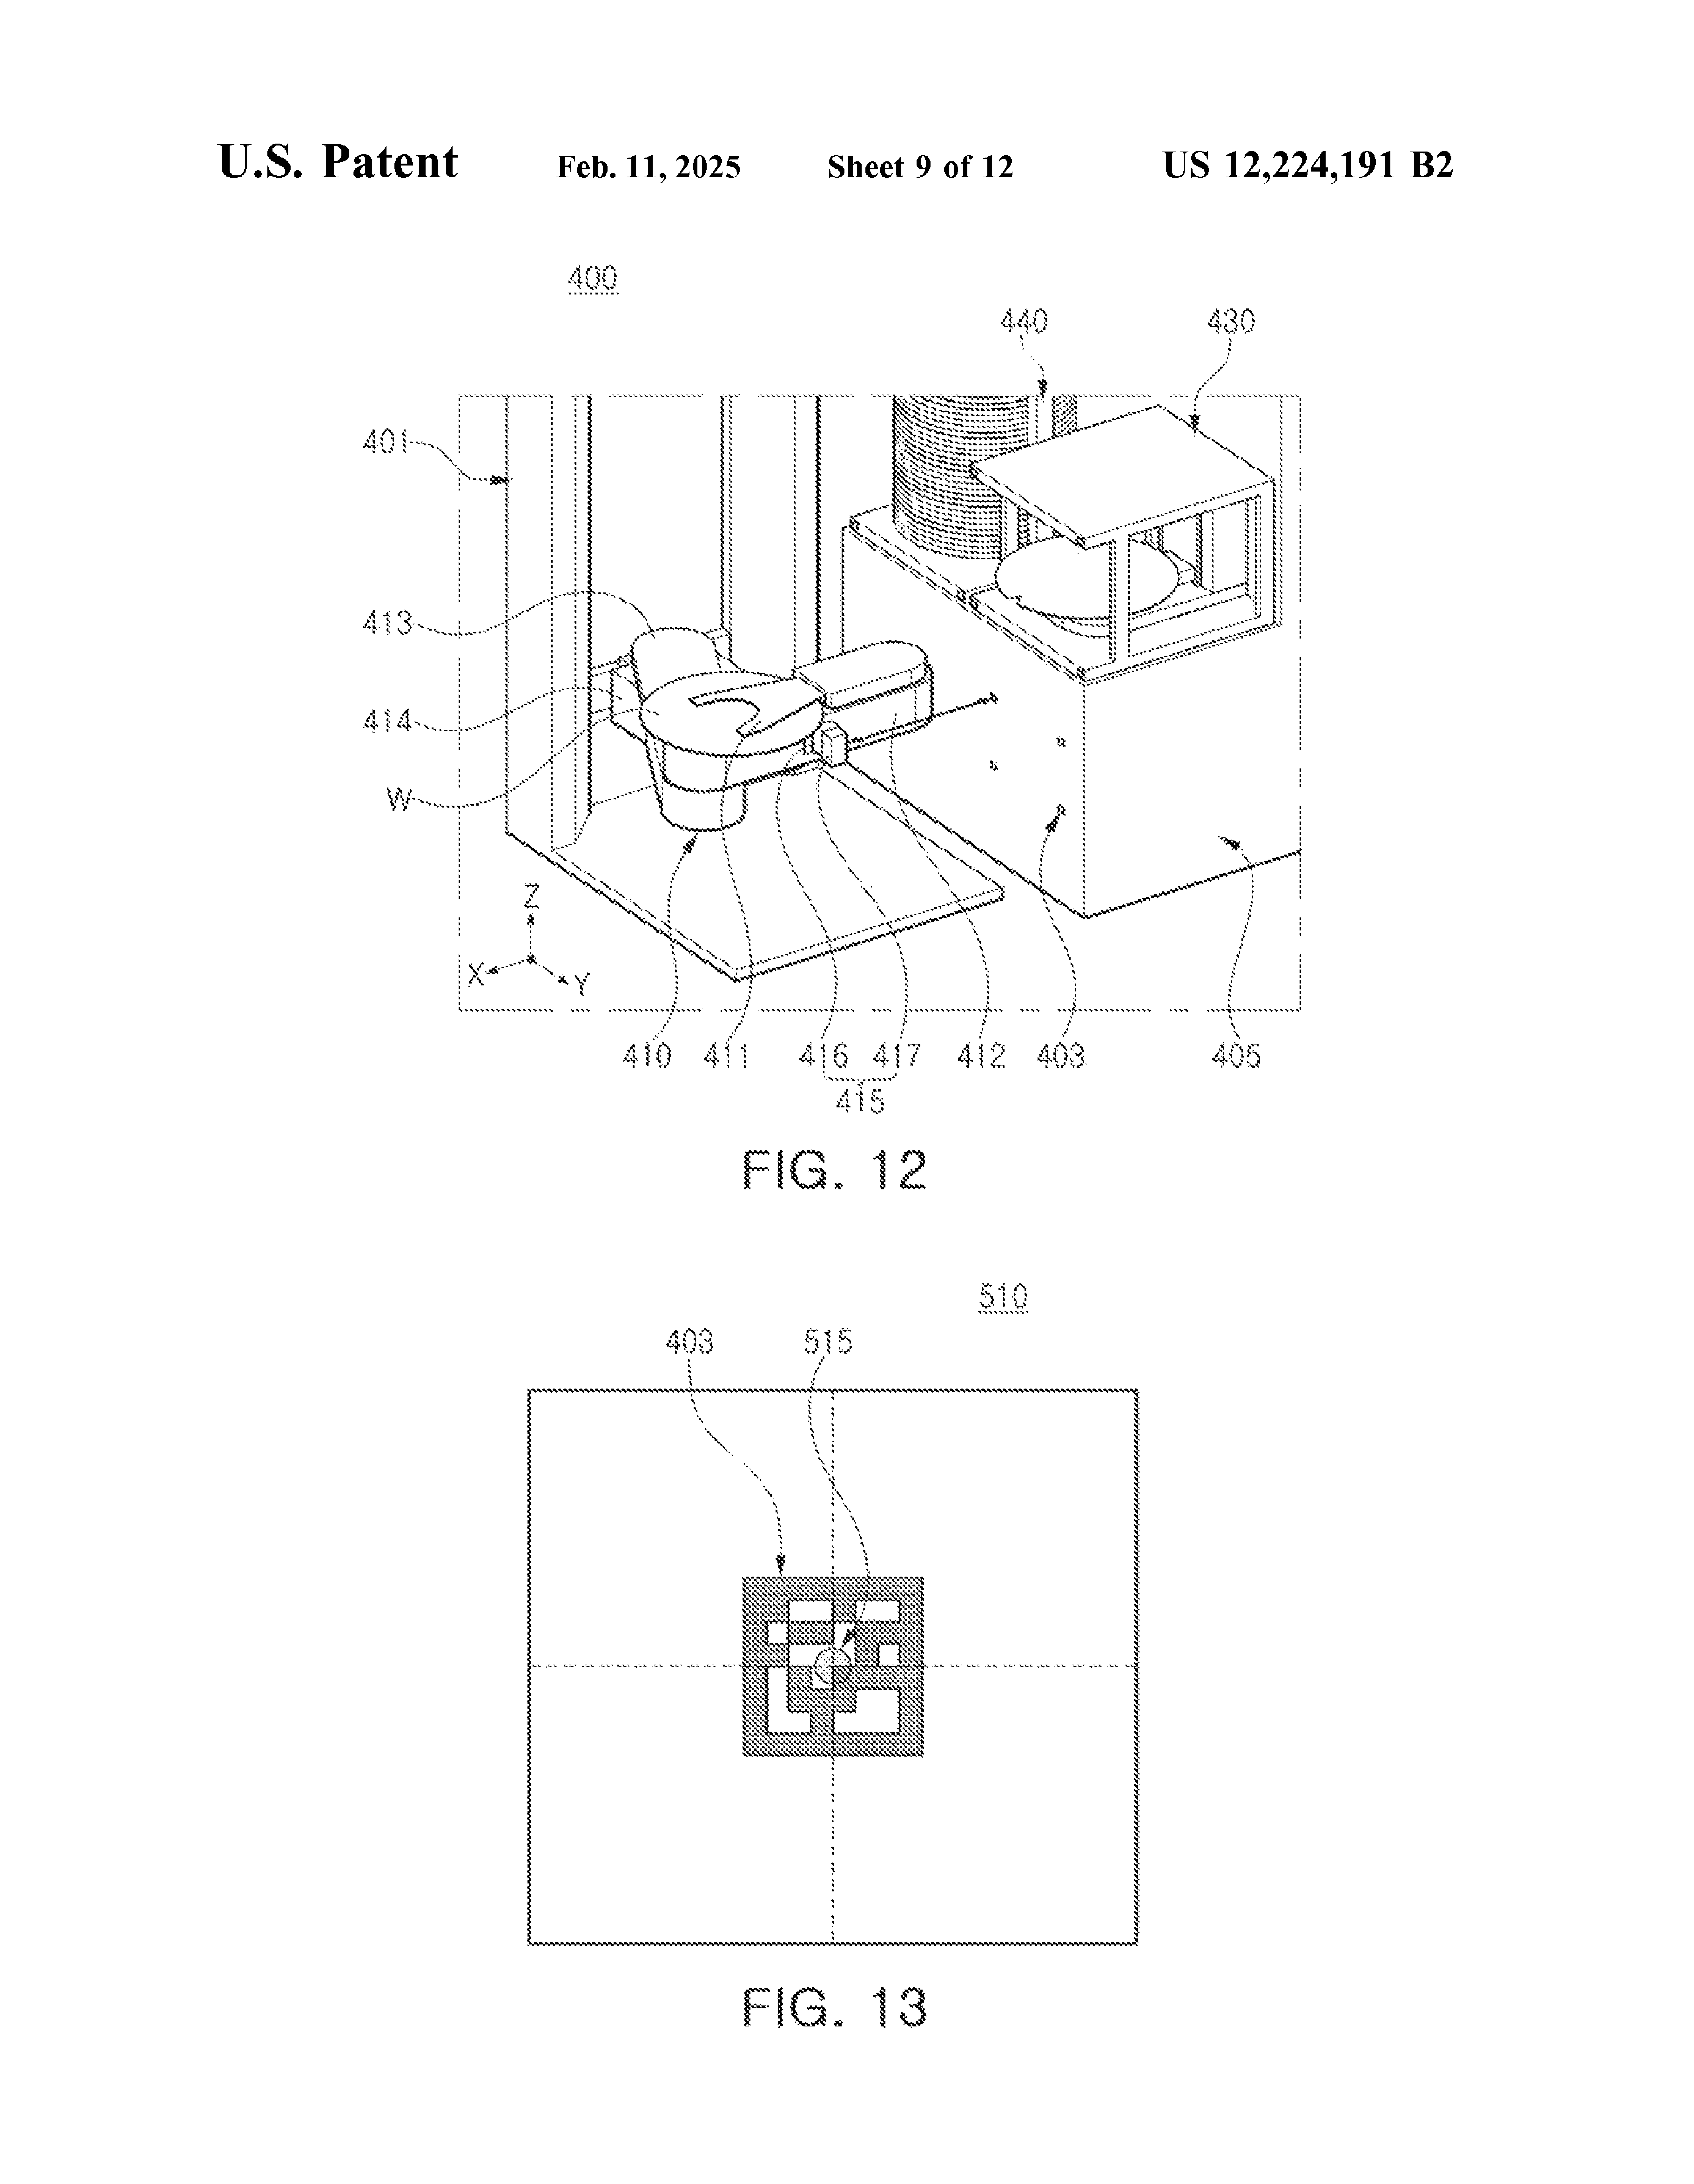 U.S. Patent Feb. 11, 2025 Sheet 9 of 12 US 12,224,191 B2
400
440 430
401
413
414
W
Z
X Y
410 411 416 417 412 403 405
415
FIG. 12
510
403 515
FIG. 13